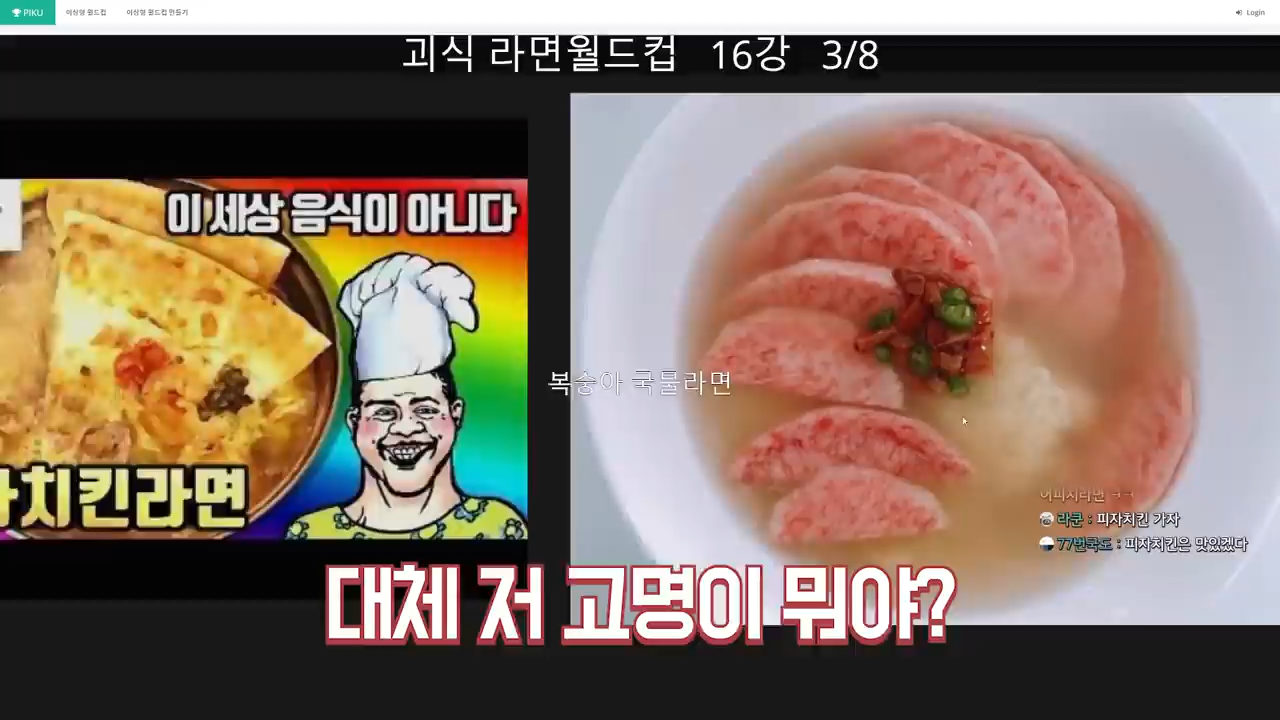 PIKU
이상형 월드컵
이상형 월드컵 만들기
Login
괴식 라면월드컵 16강 3/8
이 세상 음식이 아니다
치킨라면
복숭아 국물라면
라쿤 : 피자치킨 가자
77번국도 : 피자치킨은 맛있겠다
대체 저 고명이 뭐야?